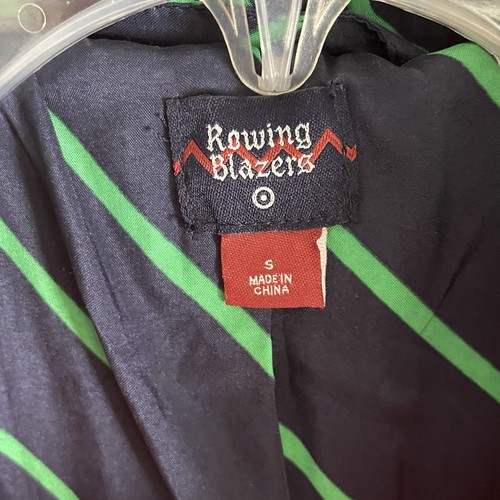 Rowing
Blazers
S
MADE IN
CHINA